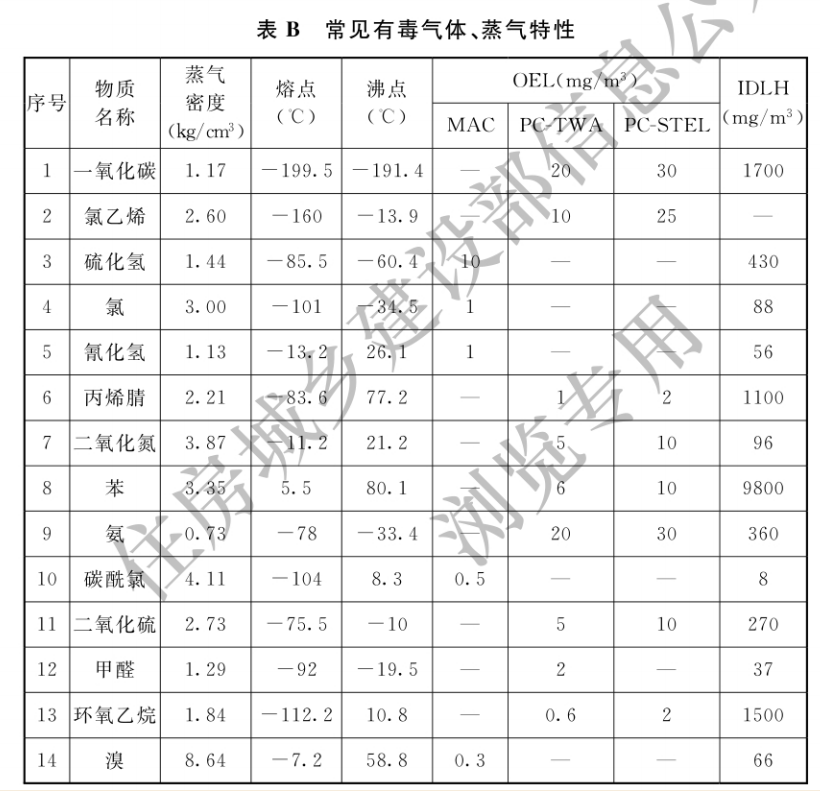 表 B 常见有毒气体、蒸气特性
序号 物质名称 蒸气密度(kg/cm³) 熔点(℃) 沸点(℃) OEL(mg/m³) IDLH(mg/m³)
MAC PC-TWA PC-STEL
1 一氧化碳 1.17 −199.5 −191.4 — 20 30 1700
2 氯乙烯 2.60 −160 −13.9 — 10 25 —
3 硫化氢 1.44 −85.5 −60.4 10 — — 430
4 氯 3.00 −101 −34.5 1 — — 88
5 氰化氢 1.13 −13.2 26.1 1 — — 56
6 丙烯腈 2.21 −83.6 77.2 — 1 2 1100
7 二氧化氮 3.87 −11.2 21.2 — 5 10 96
8 苯 3.35 5.5 80.1 — 6 10 9800
9 氨 0.73 −78 −33.4 — 20 30 360
10 碳酰氯 4.11 −104 8.3 0.5 — — 8
11 二氧化硫 2.73 −75.5 −10 — 5 10 270
12 甲醛 1.29 −92 −19.5 — 2 — 37
13 环氧乙烷 1.84 −112.2 10.8 — 0.6 2 1500
14 溴 8.64 −7.2 58.8 0.3 — — 66
住房城乡建设部信息公
浏览专用